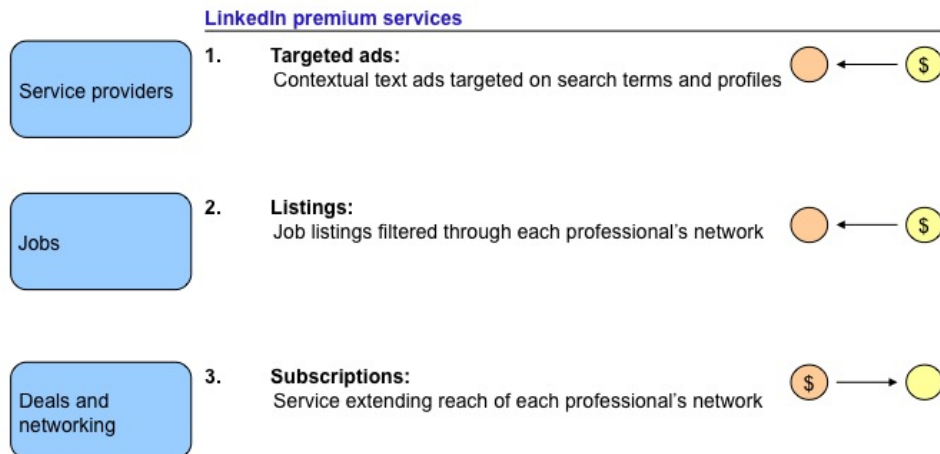 LinkedIn premium services
Service providers
1. Targeted ads:
Contextual text ads targeted on search terms and profiles
$
Jobs
2. Listings:
Job listings filtered through each professional's network
$
Deals and
networking
3. Subscriptions:
Service extending reach of each professional's network
$